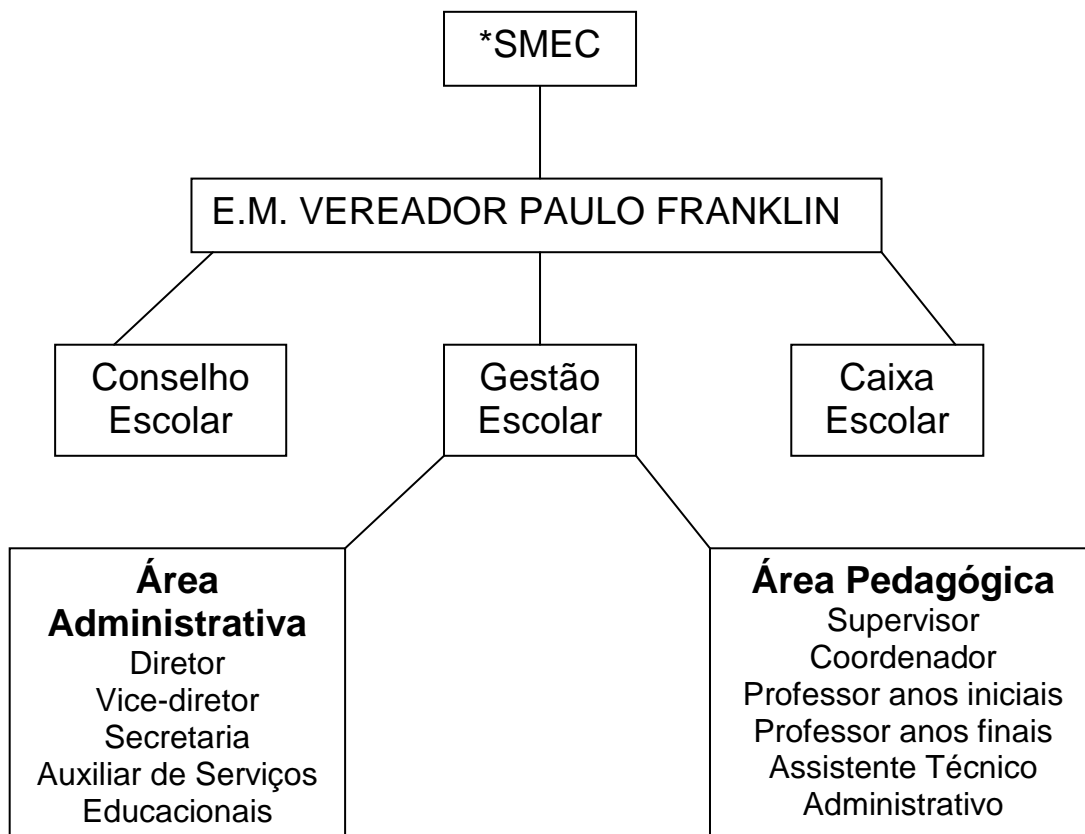 *SMEC
E.M. VEREADOR PAULO FRANKLIN
Conselho
Escolar
Gestão
Escolar
Caixa
Escolar
Área
Administrativa
Diretor
Vice-diretor
Secretaria
Auxiliar de Serviços
Educacionais
Área Pedagógica
Supervisor
Coordenador
Professor anos iniciais
Professor anos finais
Assistente Técnico
Administrativo